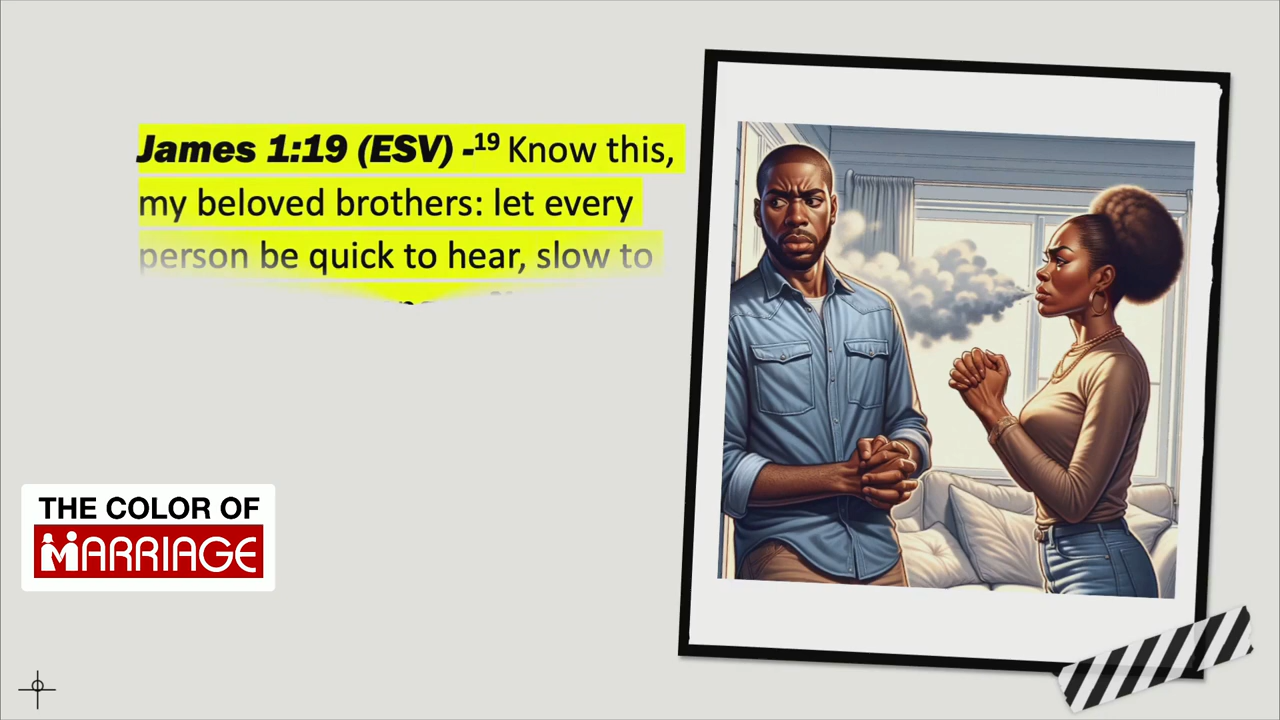 James 1:19 (ESV) -19 Know this,
my beloved brothers: let every
person be quick to hear, slow to
THE COLOR OF
MARRIAGE